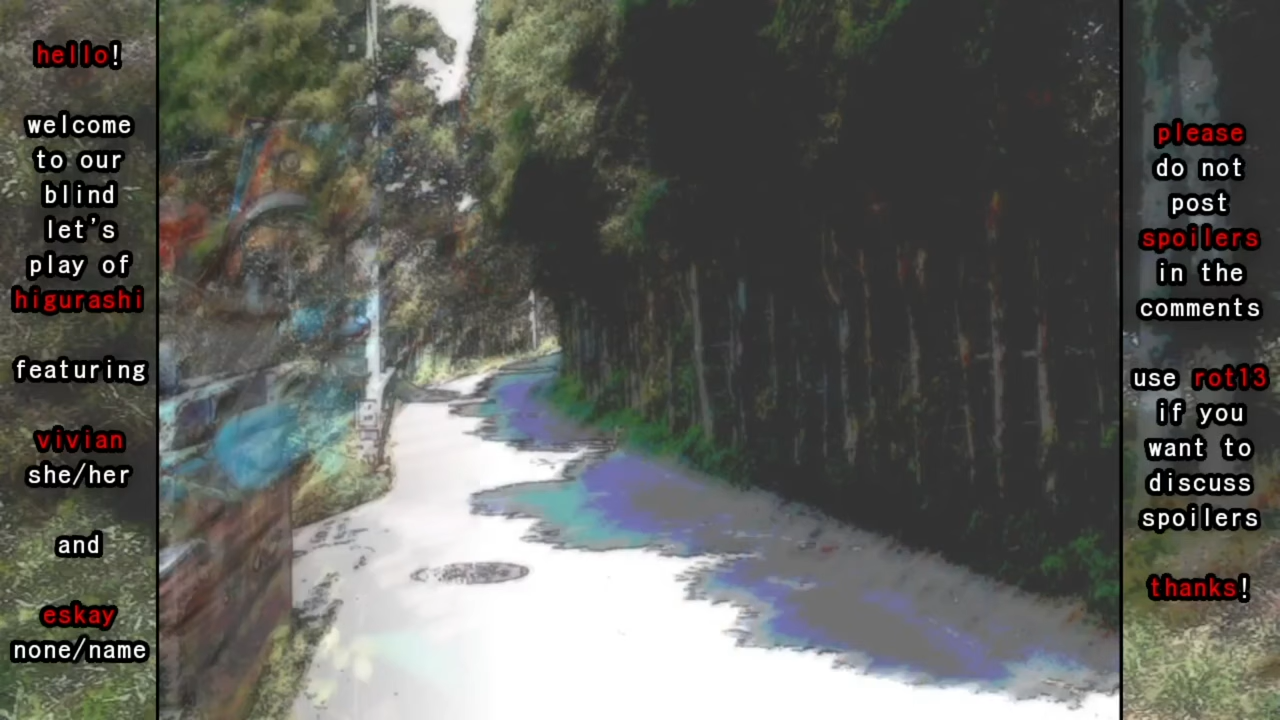 hello!
welcome
to our
blind
let's
play of
higurashi
featuring
vivian
she/her
and
eskay
none/name
please
do not
post
spoilers
in the
comments
use rot13
if you
want to
discuss
spoilers
thanks!